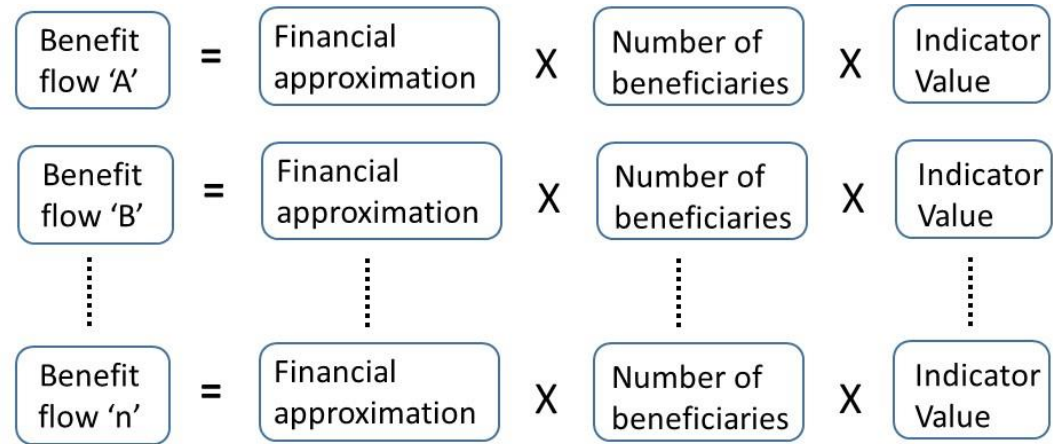 Benefit flow ‘A’ = Financial approximation X Number of beneficiaries X Indicator Value
Benefit flow ‘B’ = Financial approximation X Number of beneficiaries X Indicator Value
Benefit flow ‘n’ = Financial approximation X Number of beneficiaries X Indicator Value